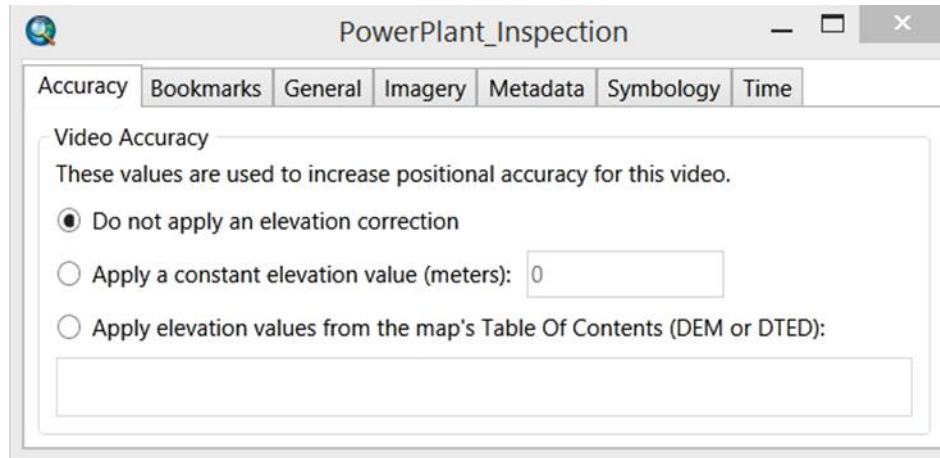 PowerPlant_Inspection
Accuracy Bookmarks General Imagery Metadata Symbology Time
Video Accuracy
These values are used to increase positional accuracy for this video.
Do not apply an elevation correction
Apply a constant elevation value (meters): 0
Apply elevation values from the map's Table Of Contents (DEM or DTED):